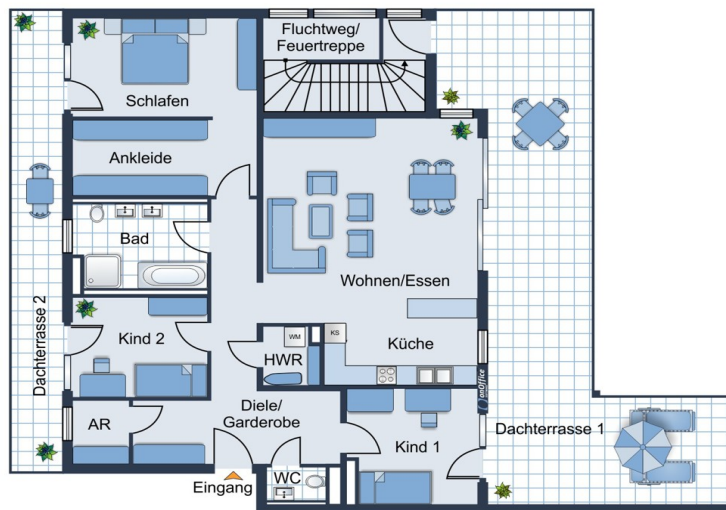 Fluchtweg/
Feuertreppe
Schlafen
Ankleide
Bad
Wohnen/Essen
Dachterrasse 2
Kind 2
KS
WM
HWR
Küche
onOffice
AR
Diele/
Garderobe
Kind 1
Dachterrasse 1
WC
Eingang